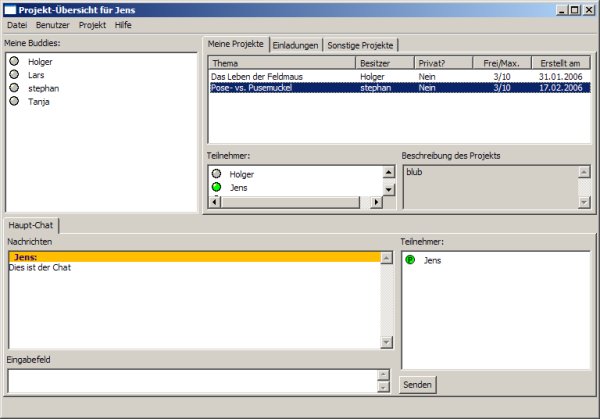 Projekt-Übersicht für Jens
Datei Benutzer Projekt Hilfe
Meine Buddies:
Holger
Lars
stephan
Tanja
Meine Projekte Einladungen Sonstige Projekte
Thema Besitzer Privat? Frei/Max. Erstellt am
Das Leben der Feldmaus Holger Nein 3/10 31.01.2006
Pose- vs. Pusemuckel stephan Nein 3/10 17.02.2006
Teilnehmer:
Holger
Jens
Beschreibung des Projekts
blub
Haupt-Chat
Nachrichten
Jens:
Dies ist der Chat
Teilnehmer:
P Jens
Eingabefeld
Senden